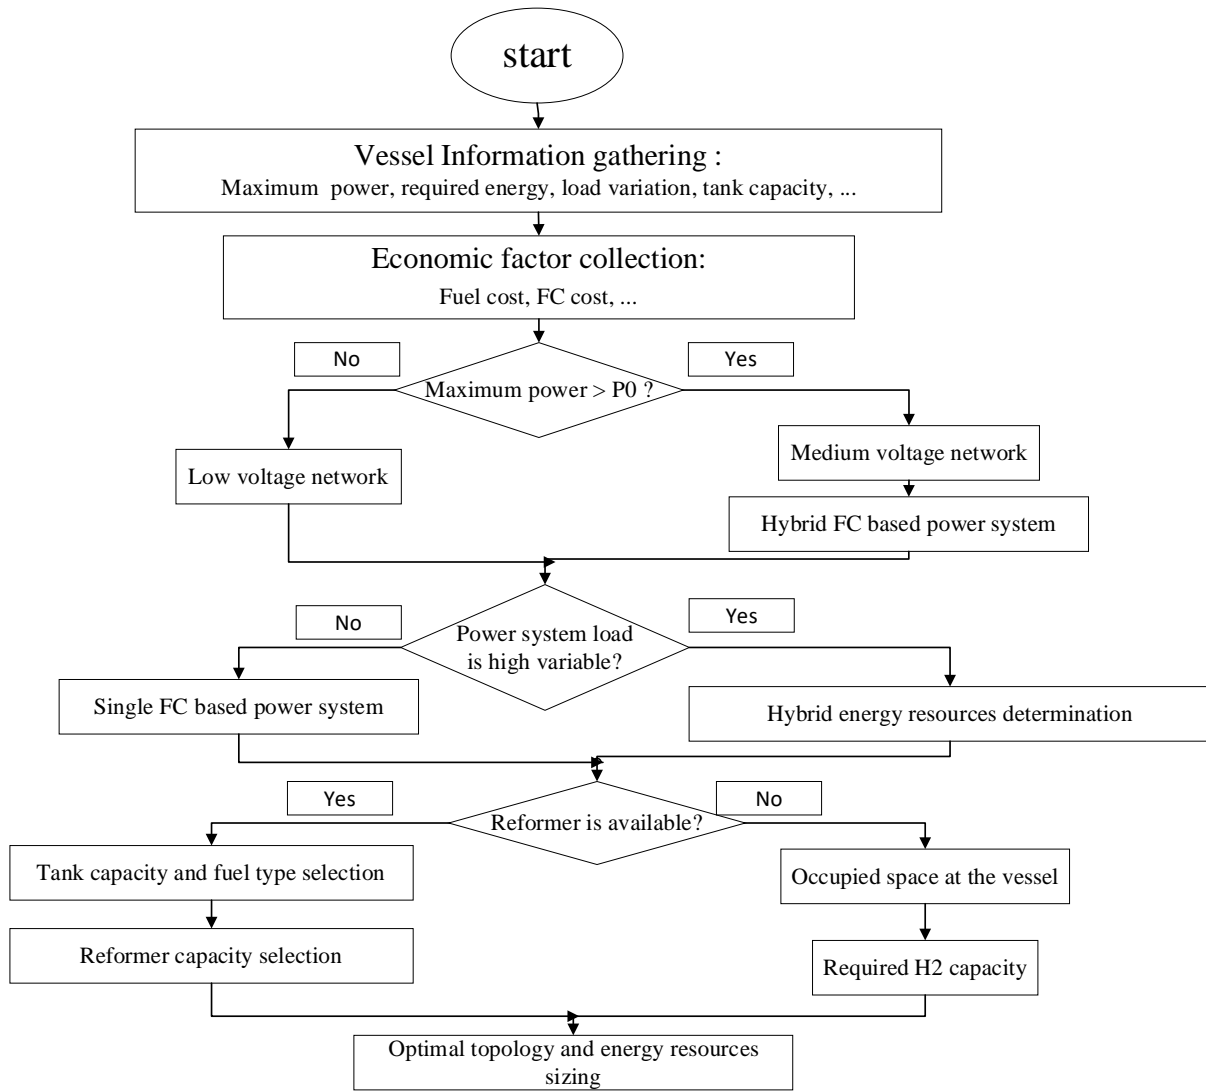 start
Vessel Information gathering :
Maximum power, required energy, load variation, tank capacity, ...
Economic factor collection:
Fuel cost, FC cost, ...
No
Yes
Maximum power > P0 ?
Low voltage network
Medium voltage network
Hybrid FC based power system
No
Yes
Power system load
is high variable?
Single FC based power system
Hybrid energy resources determination
Yes
No
Reformer is available?
Tank capacity and fuel type selection
Occupied space at the vessel
Reformer capacity selection
Required H2 capacity
Optimal topology and energy resources
sizing